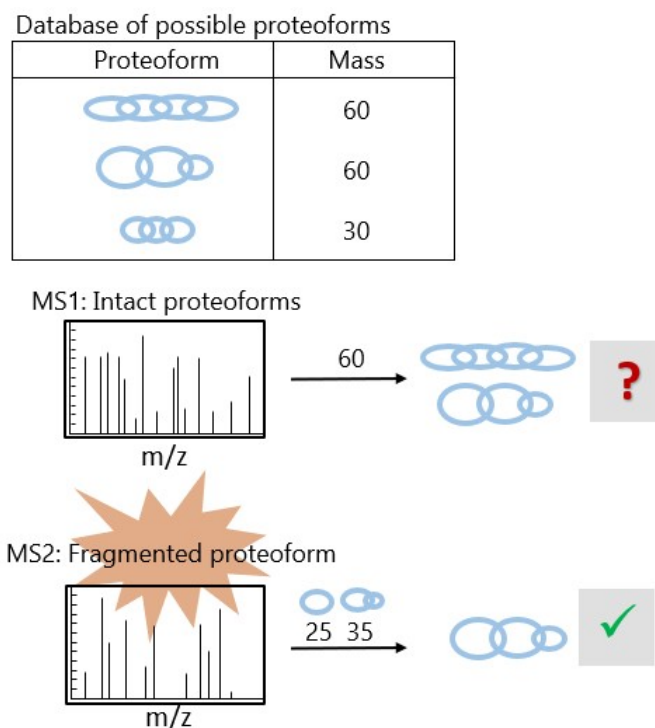 Database of possible proteoforms
Proteoform Mass
60
60
30
MS1: Intact proteoforms
60
?
m/z
MS2: Fragmented proteoform
25 35
m/z